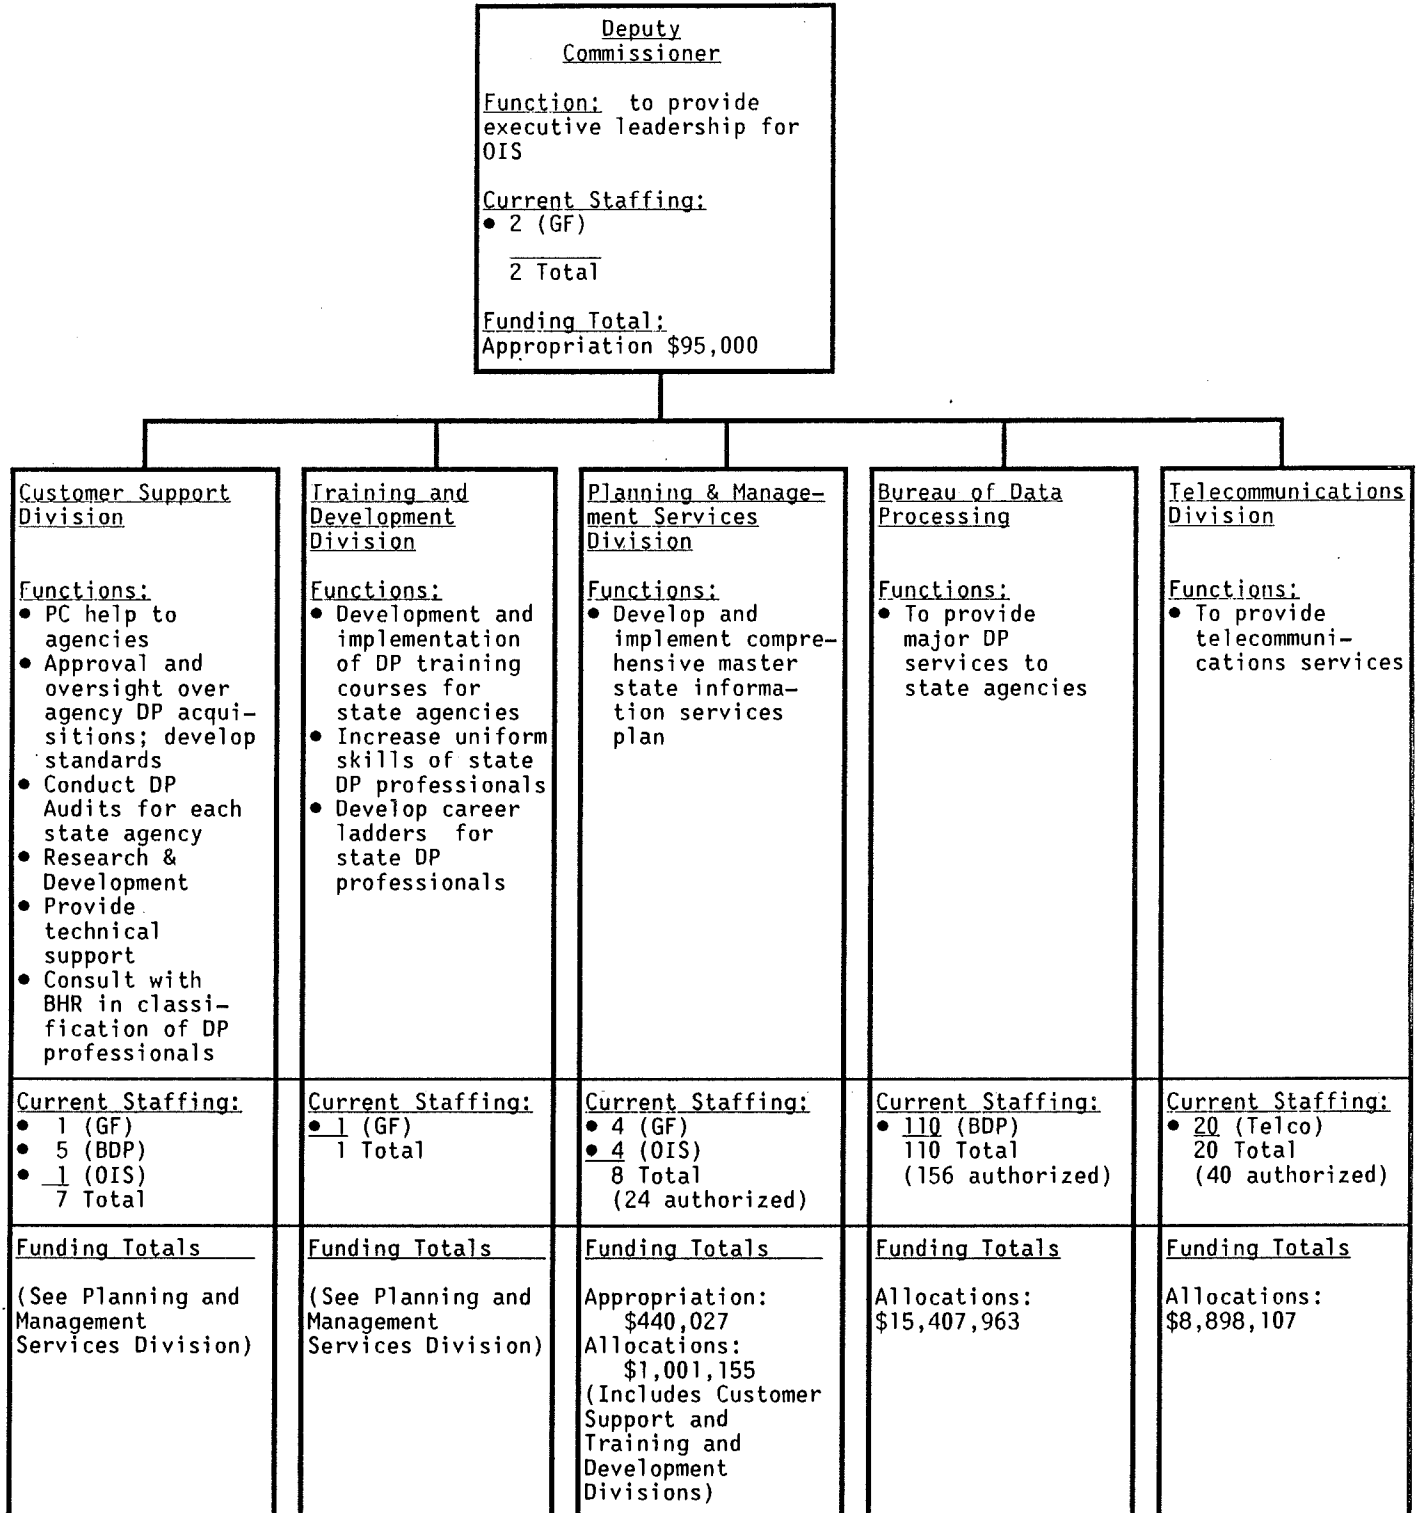 Deputy
Commissioner
Function: to provide
executive leadership for
OIS
Current Staffing:
• 2 (GF)
2 Total
Funding Total:
Appropriation $95,000
Customer Support
Division
Functions:
• PC help to
agencies
• Approval and
oversight over
agency DP acqui-
sitions; develop
standards
• Conduct DP
Audits for each
state agency
• Research &
Development
• Provide
technical
support
• Consult with
BHR in classi-
fication of DP
professionals
Current Staffing:
• 1 (GF)
• 5 (BDP)
• 1 (OIS)
7 Total
Funding Totals
(See Planning and
Management
Services Division)
Training and
Development
Division
Functions:
• Development and
implementation
of DP training
courses for
state agencies
• Increase uniform
skills of state
DP professionals
• Develop career
ladders for
state DP
professionals
Current Staffing:
• 1 (GF)
1 Total
Funding Totals
(See Planning and
Management
Services Division)
Planning & Manage-
ment Services
Division
Functions:
• Develop and
implement compre-
hensive master
state informa-
tion services
plan
Current Staffing:
• 4 (GF)
• 4 (OIS)
8 Total
(24 authorized)
Funding Totals
Appropriation:
$440,027
Allocations:
$1,001,155
(Includes Customer
Support and
Training and
Development
Divisions)
Bureau of Data
Processing
Functions:
• To provide
major DP
services to
state agencies
Current Staffing:
• 110 (BDP)
110 Total
(156 authorized)
Funding Totals
Allocations:
$15,407,963
Telecommunications
Division
Functions:
• To provide
telecommuni-
cations services
Current Staffing:
• 20 (Telco)
20 Total
(40 authorized)
Funding Totals
Allocations:
$8,898,107